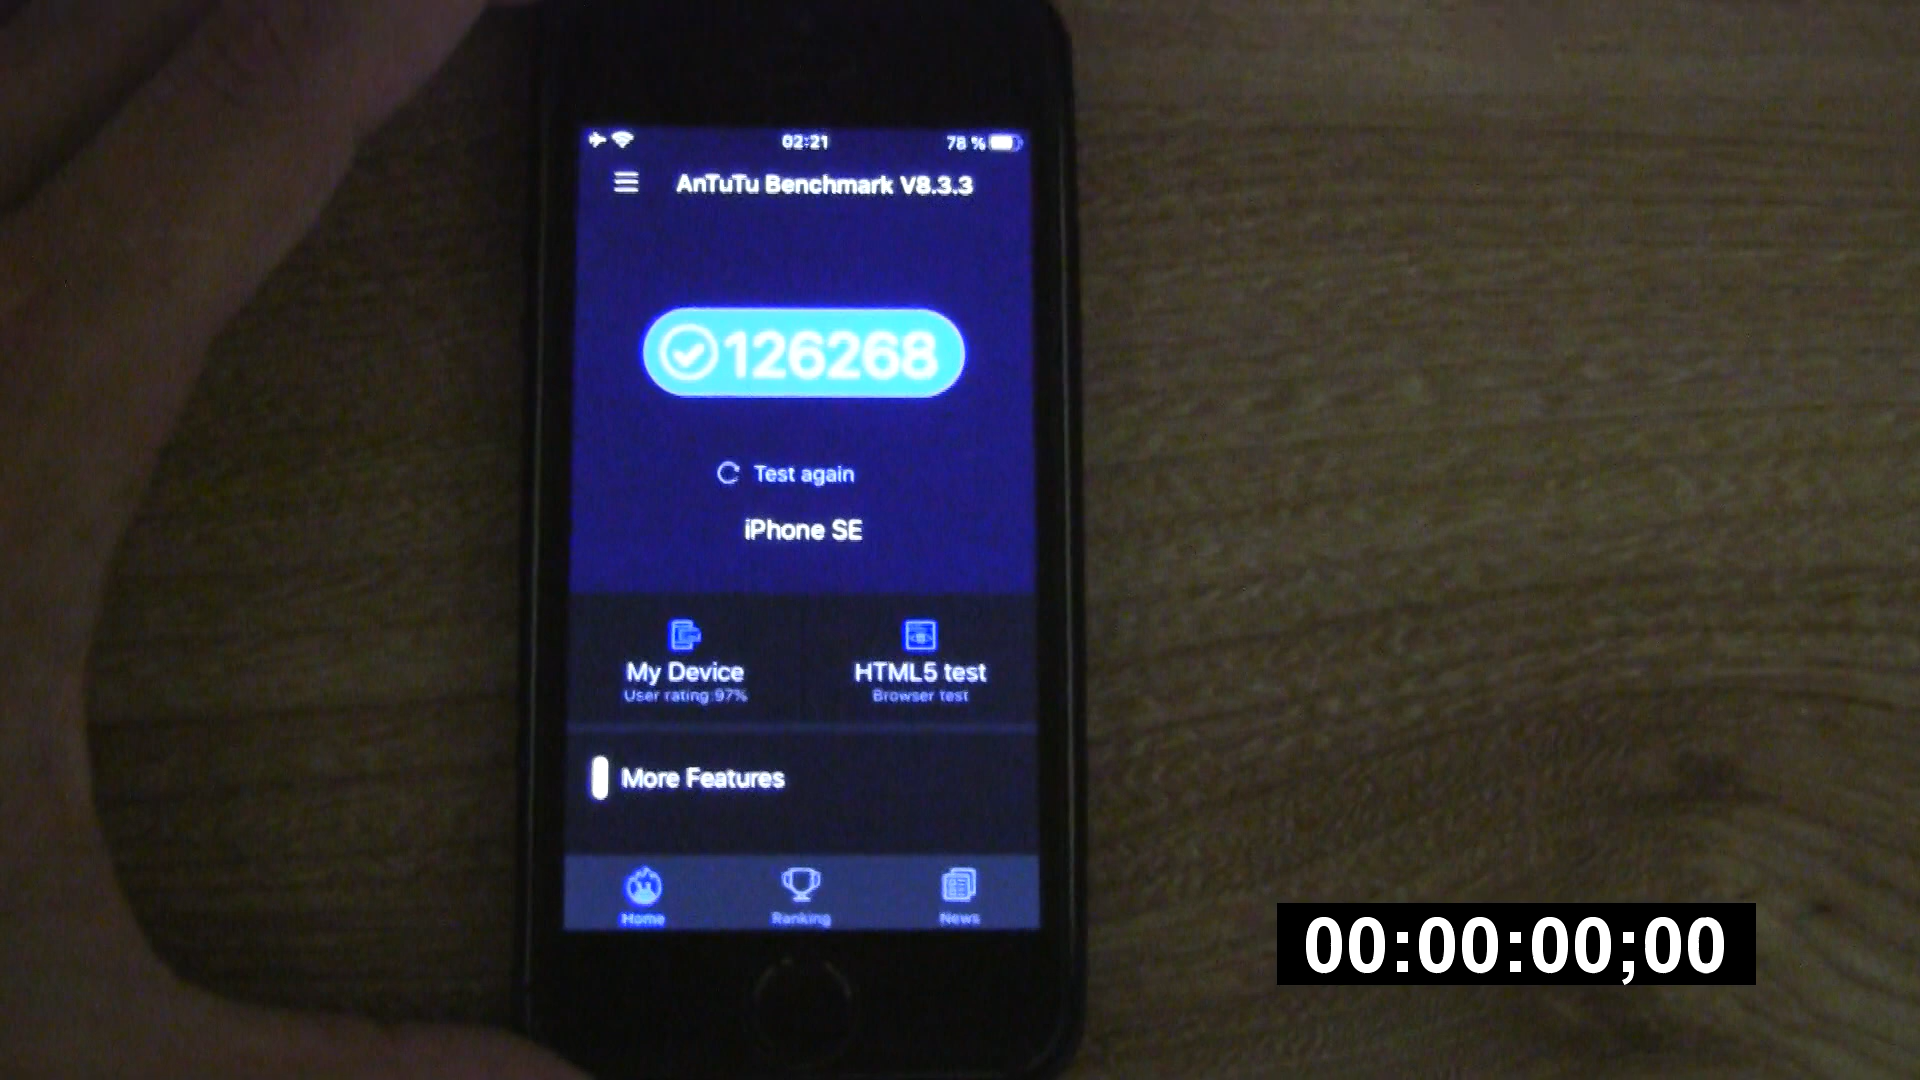 02:21
78 %
AnTuTu Benchmark V8.3.3
126268
Test again
iPhone SE
My Device
User rating:97%
HTML5 test
Browser test
More Features
Home
Ranking
News
00:00:00;00